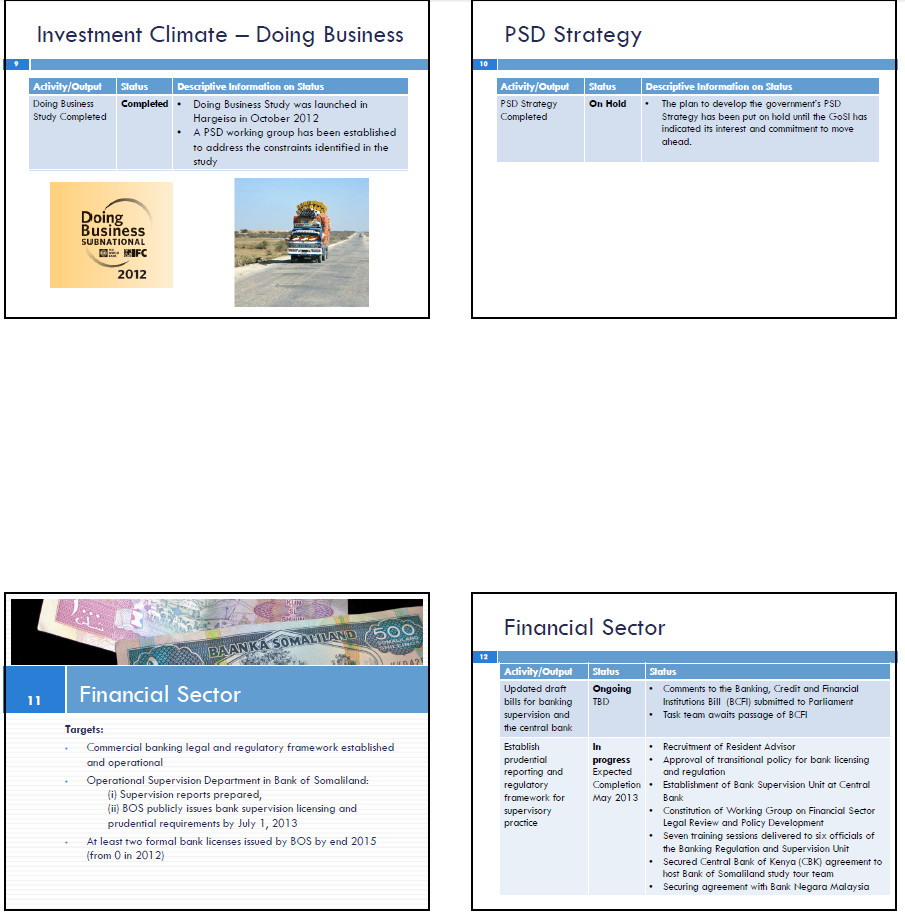 Investment Climate – Doing Business
9
Activity/Output Status Descriptive Information on Status
Doing Business Study Completed
Completed
• Doing Business Study was launched in
Hargeisa in October 2012
• A PSD working group has been established
to address the constraints identified in the
study
Doing
Business
SUBNATIONAL
IFC
2012
PSD Strategy
10
Activity/Output Status Descriptive Information on Status
PSD Strategy
Completed
On Hold
• The plan to develop the government's PSD
Strategy has been put on hold until the GoSl has
indicated its interest and commitment to move
ahead.
BAANKA SOMALILAND
500
SOMALILAND
SHILLINGS
11
Financial Sector
Targets:
• Commercial banking legal and regulatory framework established
and operational
• Operational Supervision Department in Bank of Somaliland:
(i) Supervision reports prepared,
(ii) BOS publicly issues bank supervision licensing and
prudential requirements by July 1, 2013
• At least two formal bank licenses issued by BOS by end 2015
(from 0 in 2012)
Financial Sector
12
Activity/Output Status Status
Updated draft
bills for banking
supervision and
the central bank
Ongoing
TBD
• Comments to the Banking, Credit and Financial
Institutions Bill (BCFI) submitted to Parliament
• Task team awaits passage of BCFI
Establish
prudential
reporting and
regulatory
framework for
supervisory
practice
In
progress
Expected
Completion
May 2013
• Recruitment of Resident Advisor
• Approval of transitional policy for bank licensing
and regulation
• Establishment of Bank Supervision Unit at Central
Bank
• Constitution of Working Group on Financial Sector
Legal Review and Policy Development
• Seven training sessions delivered to six officials of
the Banking Regulation and Supervision Unit
• Secured Central Bank of Kenya (CBK) agreement to
host Bank of Somaliland study tour team
• Securing agreement with Bank Negara Malaysia